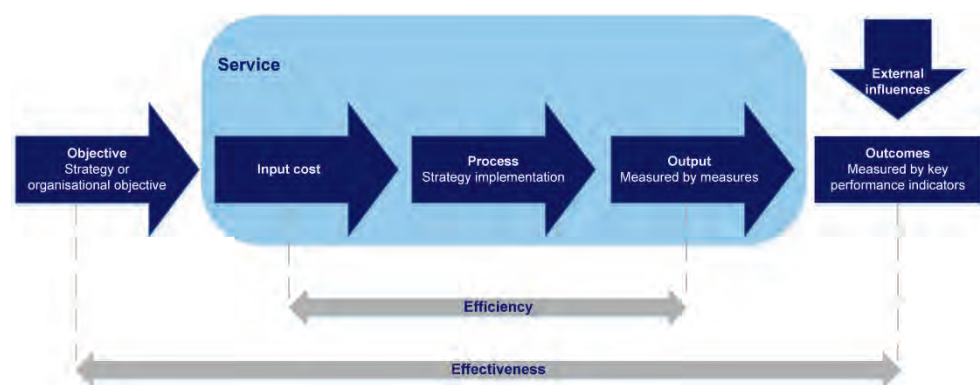 Service
External
influences
Objective
Strategy or
organisational objective
Input cost
Process
Strategy implementation
Output
Measured by measures
Outcomes
Measured by key
performance indicators
Efficiency
Effectiveness